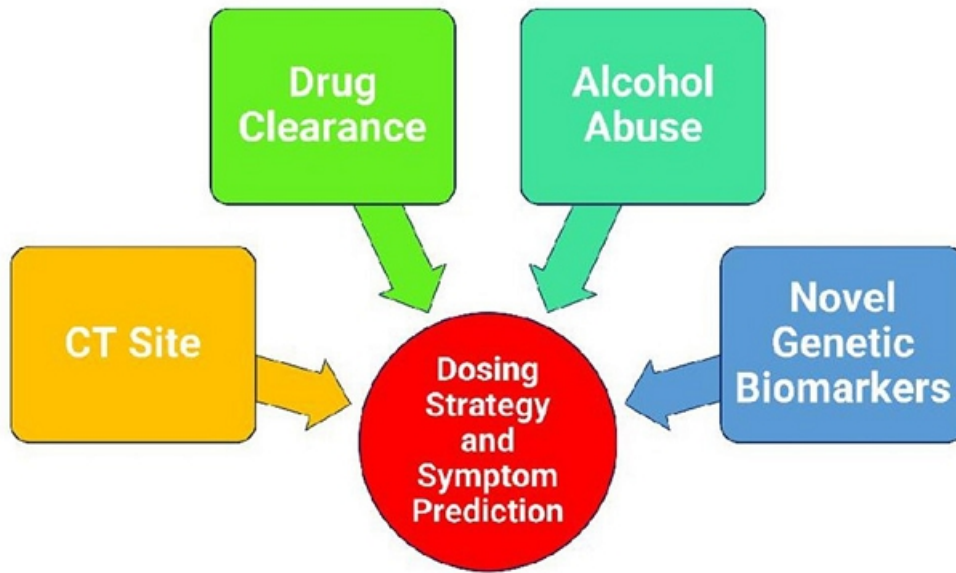 Drug
Clearance
Alcohol
Abuse
CT Site
Novel
Genetic
Biomarkers
Dosing
Strategy
and
Symptom
Prediction